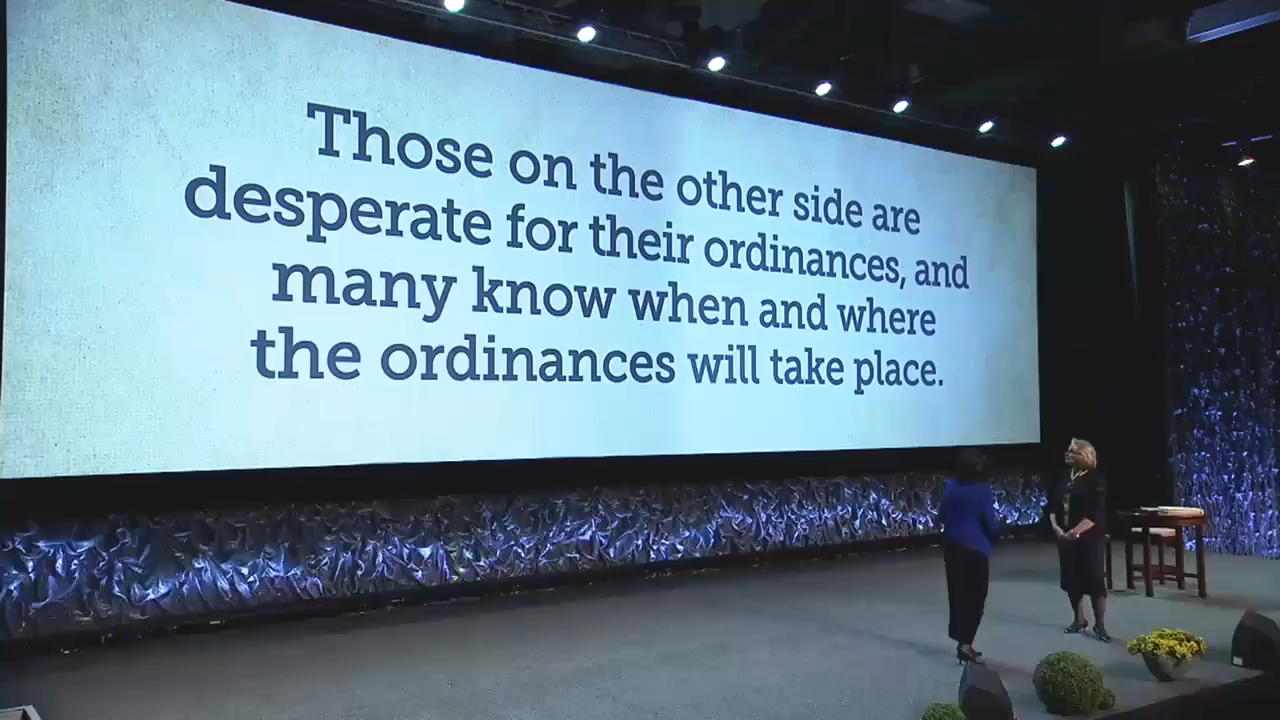 Those on the other side are
desperate for their ordinances, and
many know when and where
the ordinances will take place.